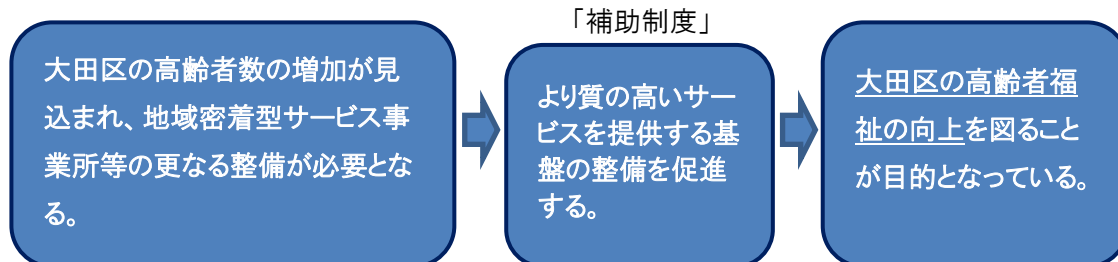 「補助制度」
大田区の高齢者数の増加が見
込まれ、地域密着型サービス事
業所等の更なる整備が必要とな
る。
より質の高いサー
ビスを提供する基
盤の整備を促進
する。
大田区の高齢者福
祉の向上を図ること
が目的となっている。